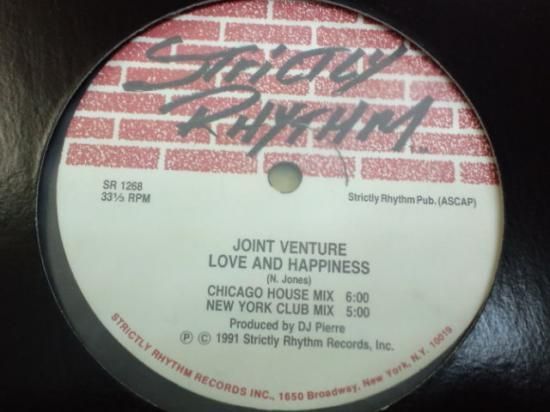 Strictly
Rhythm.
SR 1268
33⅓ RPM
Strictly Rhythm Pub. (ASCAP)
JOINT VENTURE
LOVE AND HAPPINESS
(N. Jones)
CHICAGO HOUSE MIX 6:00
NEW YORK CLUB MIX 5:00
Produced by DJ Pierre
Ⓟ © 1991 Strictly Rhythm Records, Inc.
STRICTLY RHYTHM RECORDS INC., 1650 Broadway, New York, N.Y. 10019